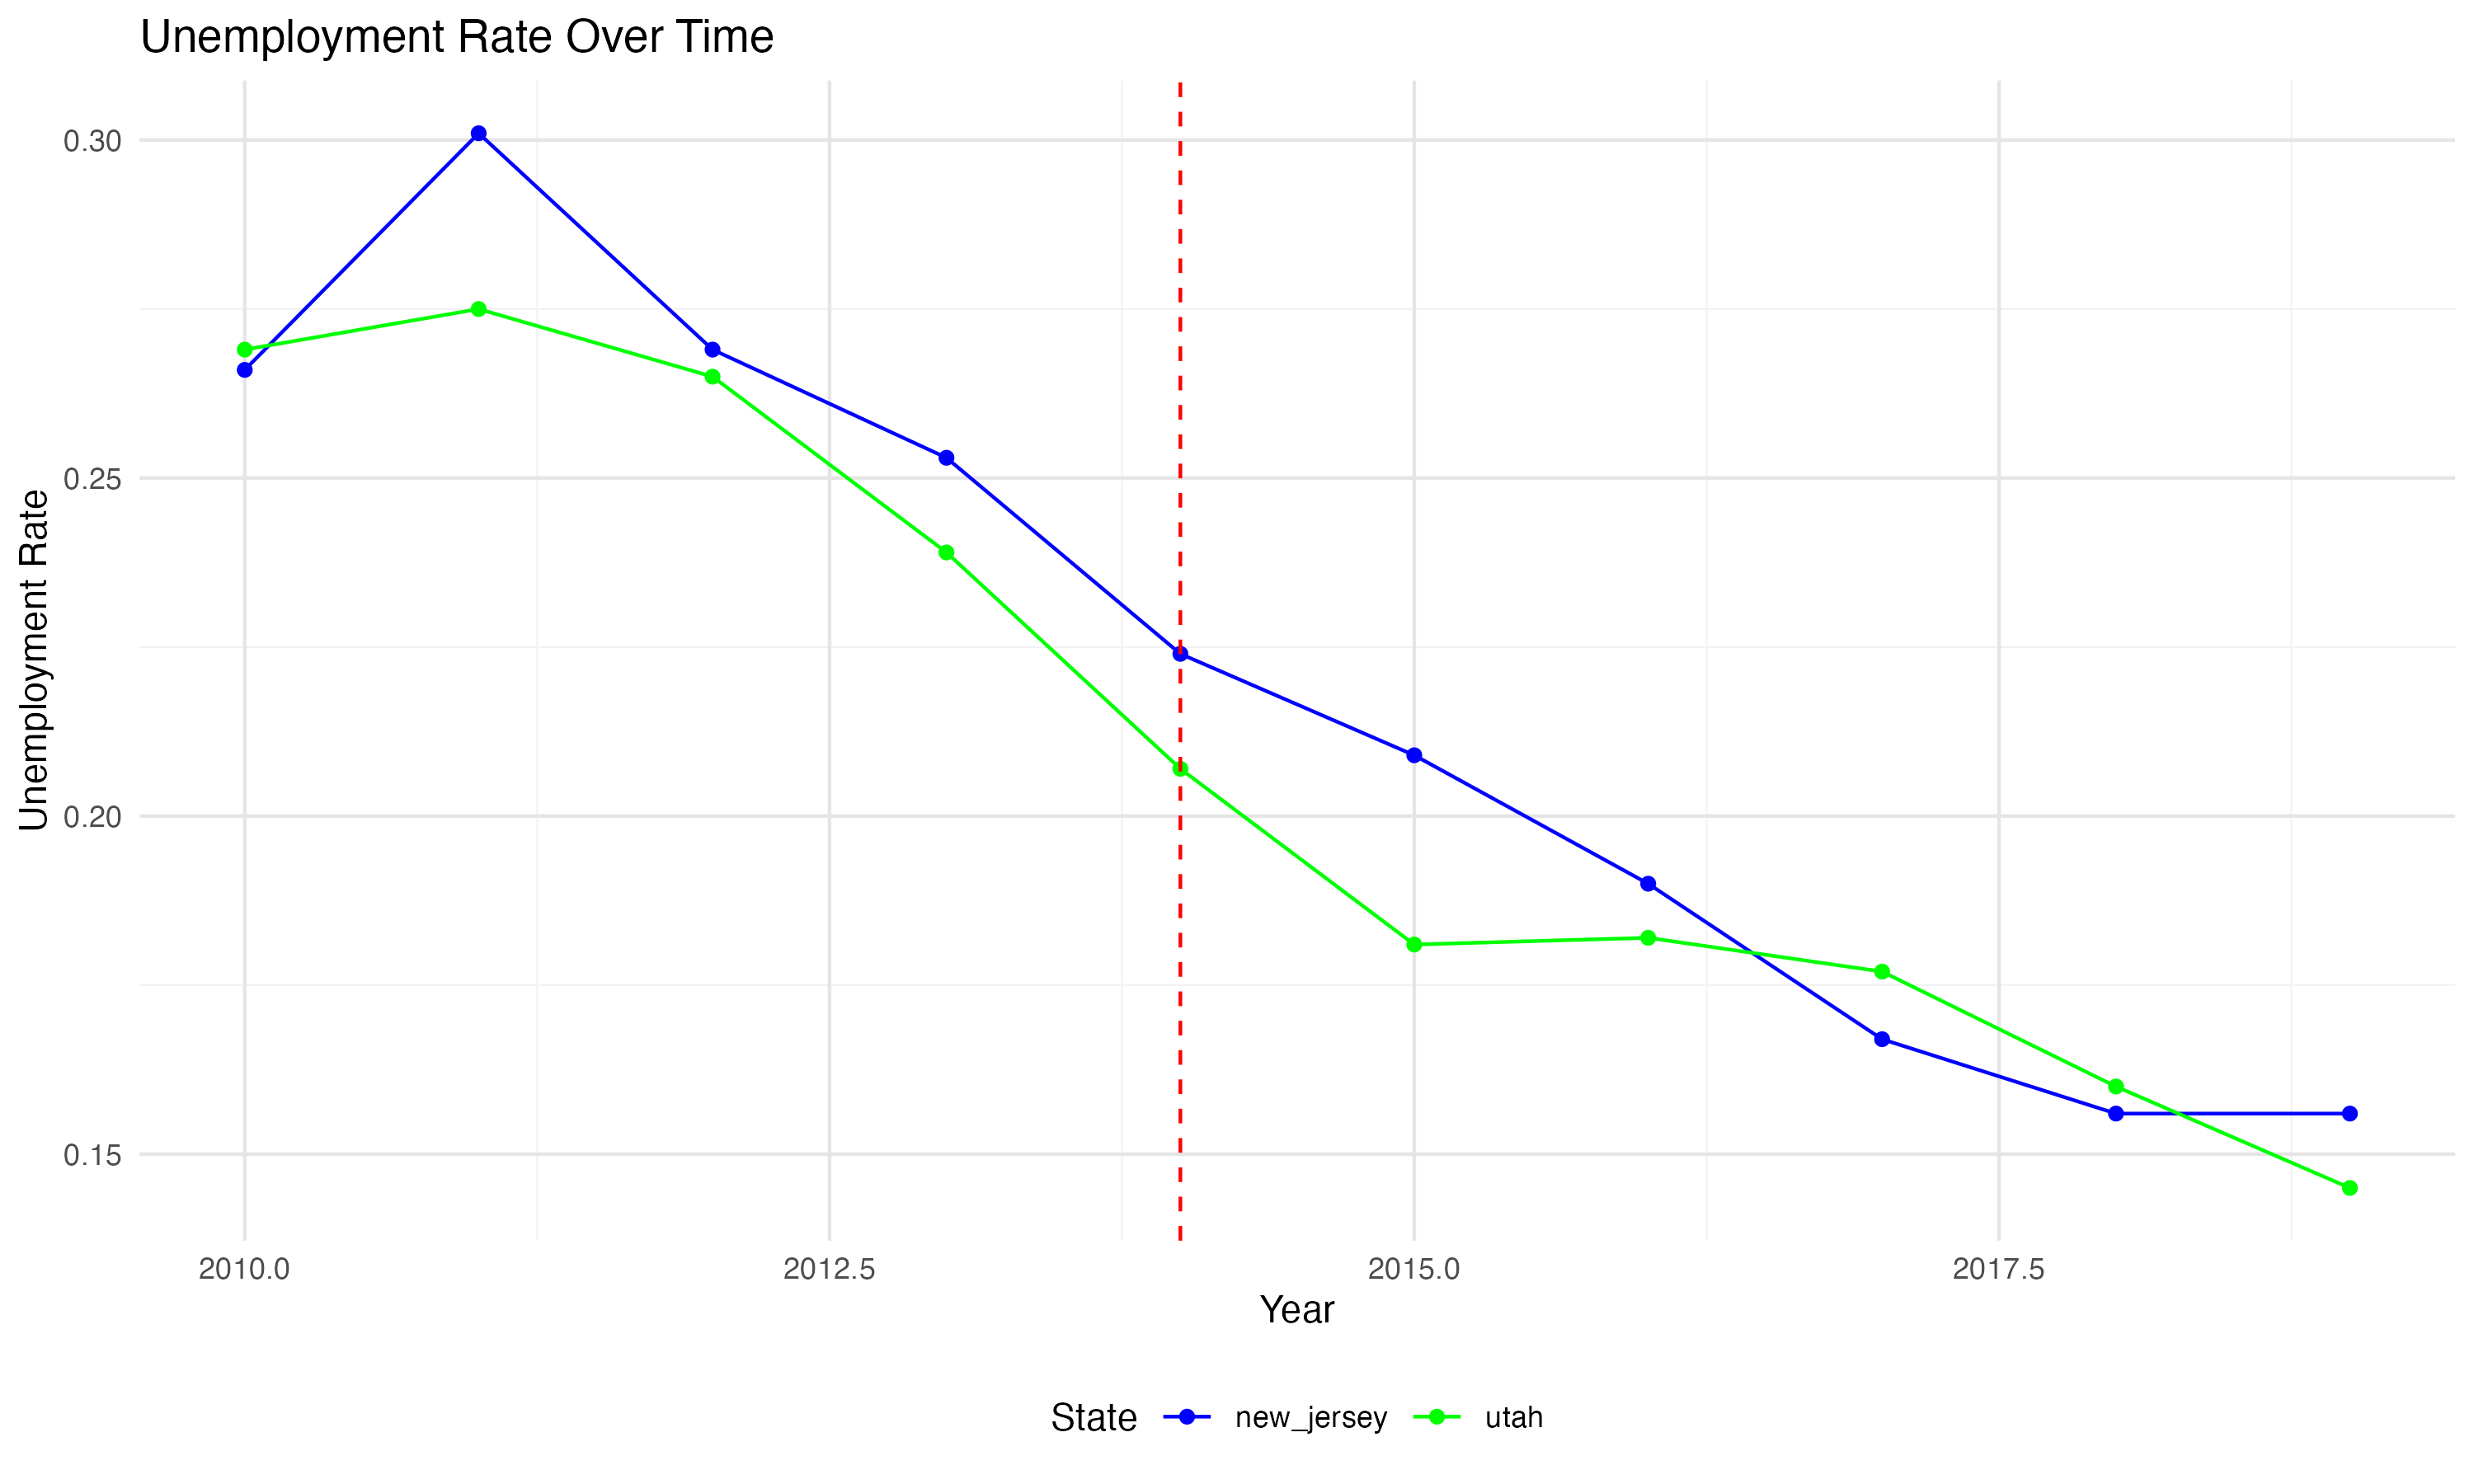 Unemployment Rate Over Time
Unemployment Rate
0.30
0.25
0.20
0.15
2010.0 2012.5 2015.0 2017.5
Year
State new_jersey utah